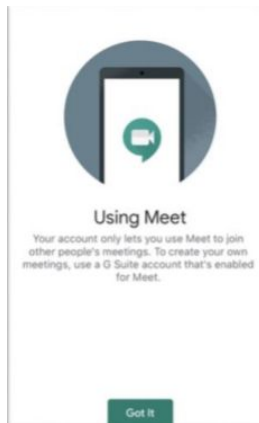 Using Meet
Your account only lets you use Meet to join
other people's meetings. To create your own
meetings, use a G Suite account that's enabled
for Meet.
Got It